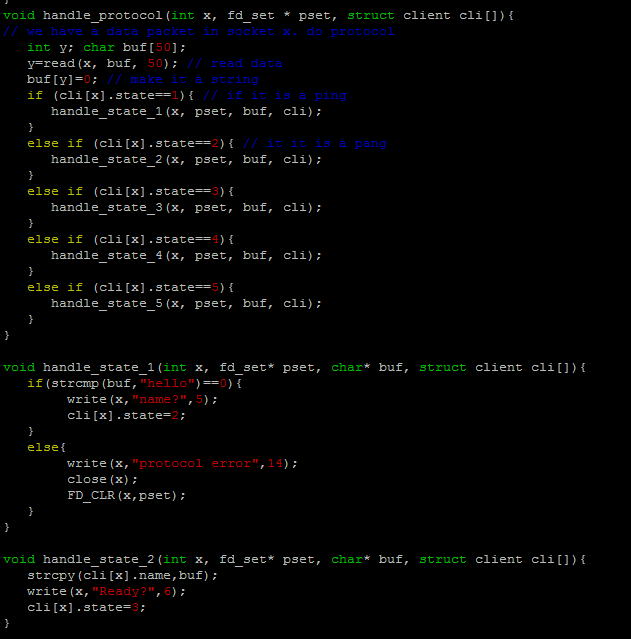 void handle_protocol(int x, fd_set * pset, struct client cli[]){
// we have a data packet in socket x. do protocol
   int y; char buf[50];
   y=read(x, buf, 50); // read data
   buf[y]=0; // make it a string
   if (cli[x].state==1){ // if it is a ping
      handle_state_1(x, pset, buf, cli);
   }
   else if (cli[x].state==2){ // it it is a pang
      handle_state_2(x, pset, buf, cli);
   }
   else if (cli[x].state==3){
      handle_state_3(x, pset, buf, cli);
   }
   else if (cli[x].state==4){
      handle_state_4(x, pset, buf, cli);
   }
   else if (cli[x].state==5){
      handle_state_5(x, pset, buf, cli);
   }
}

void handle_state_1(int x, fd_set* pset, char* buf, struct client cli[]){
   if(strcmp(buf,"hello")==0){
        write(x,"name?",5);
        cli[x].state=2;
   }
   else{
        write(x,"protocol error",14);
        close(x);
        FD_CLR(x,pset);
   }
}

void handle_state_2(int x, fd_set* pset, char* buf, struct client cli[]){
   strcpy(cli[x].name,buf);
   write(x,"Ready?",6);
   cli[x].state=3;
}